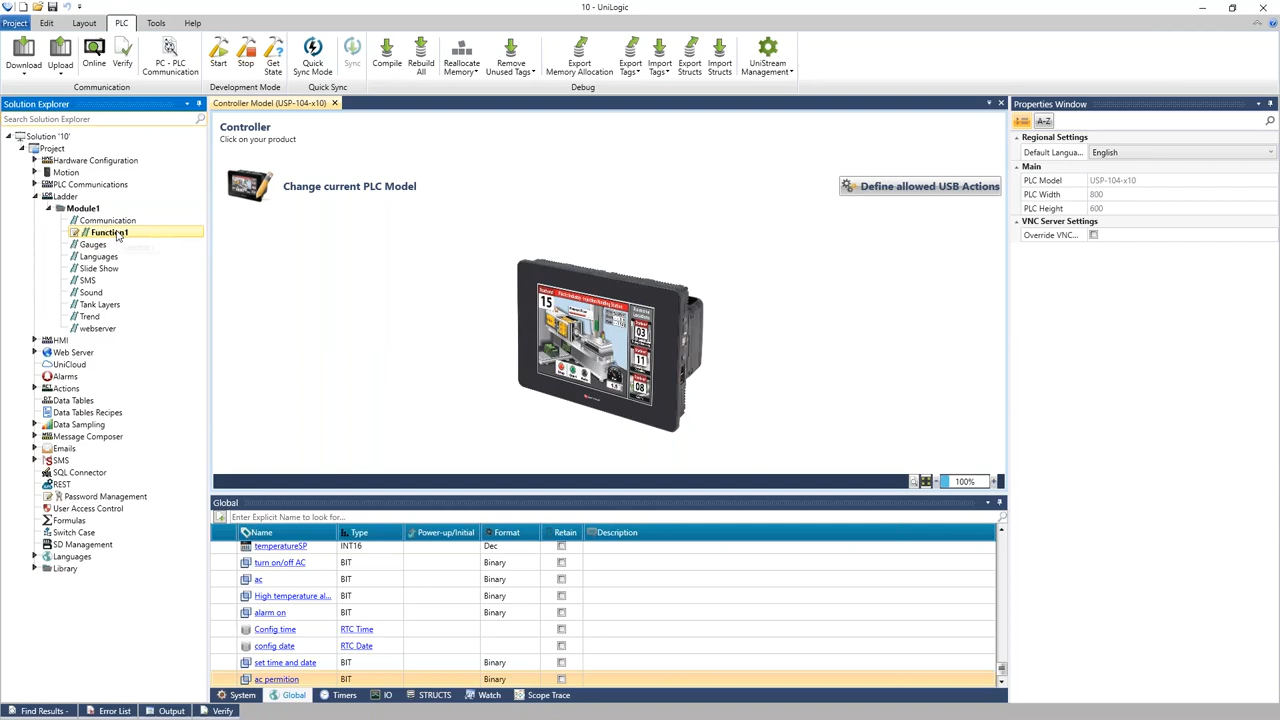 10 - UniLogic
Project Edit Layout PLC Tools Help
Download Upload Online Verify PC - PLC Communication Start Stop Get State Quick Sync Mode Sync Compile Rebuild All Reallocate Memory Remove Unused Tags Export Memory Allocation Export Tags Import Tags Export Structs Import Structs UniStream Management
Communication Development Mode Quick Sync Debug
Solution Explorer
Search Solution Explorer
Solution '10'
Project
Hardware Configuration
Motion
PLC Communications
Ladder
Module1
Communication
Function1
Gauges
Languages
Slide Show
SMS
Sound
Tank Layers
Trend
webserver
HMI
Web Server
UniCloud
Alarms
Actions
Data Tables
Data Tables Recipes
Data Sampling
Message Composer
Emails
SMS
SQL Connector
REST
Password Management
User Access Control
Formulas
Switch Case
SD Management
Languages
Library
Controller Model (USP-104-x10)
Controller
Click on your product
Change current PLC Model
Define allowed USB Actions
15
03
11
08
100%
Global
Enter Explicit Name to look for...
Name Type Power-up/Initial Format Retain Description
temperatureSP INT16 Dec
turn on/off AC BIT Binary
ac BIT Binary
High temperature al... BIT Binary
alarm on BIT Binary
Config time RTC Time
config date RTC Date
set time and date BIT Binary
ac permition BIT Binary
System Global Timers IO STRUCTS Watch Scope Trace
Properties Window
A-Z
Regional Settings
Default Langua... English
Main
PLC Model USP-104-x10
PLC Width 800
PLC Height 600
VNC Server Settings
Override VNC...
Find Results - Error List Output Verify